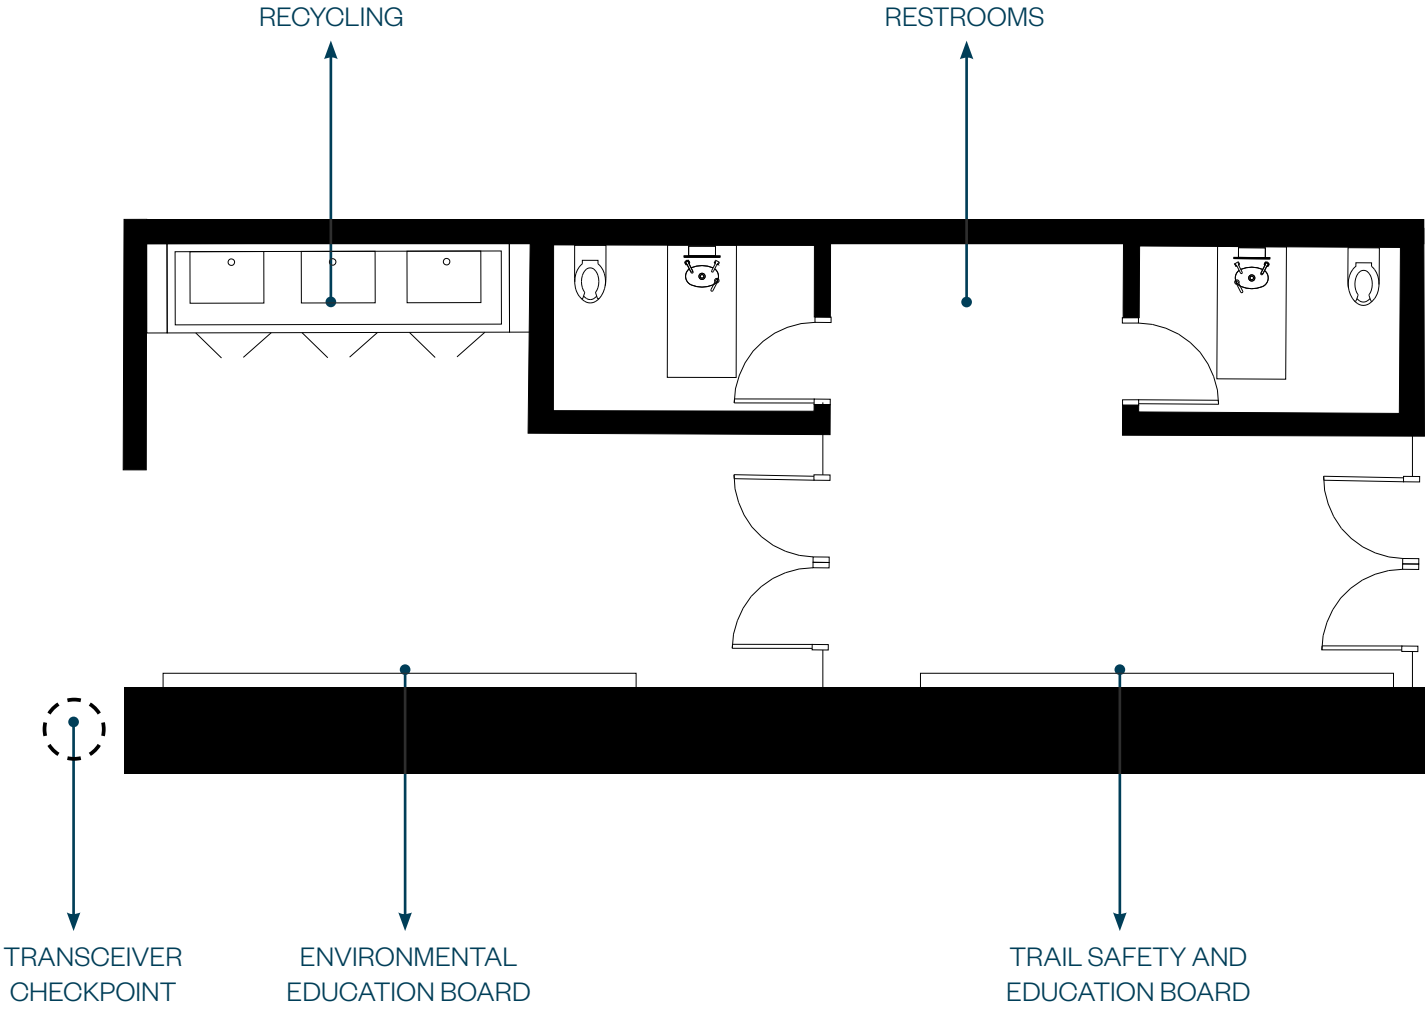 RECYCLING
RESTROOMS
TRANSCEIVER
CHECKPOINT
ENVIRONMENTAL
EDUCATION BOARD
TRAIL SAFETY AND
EDUCATION BOARD